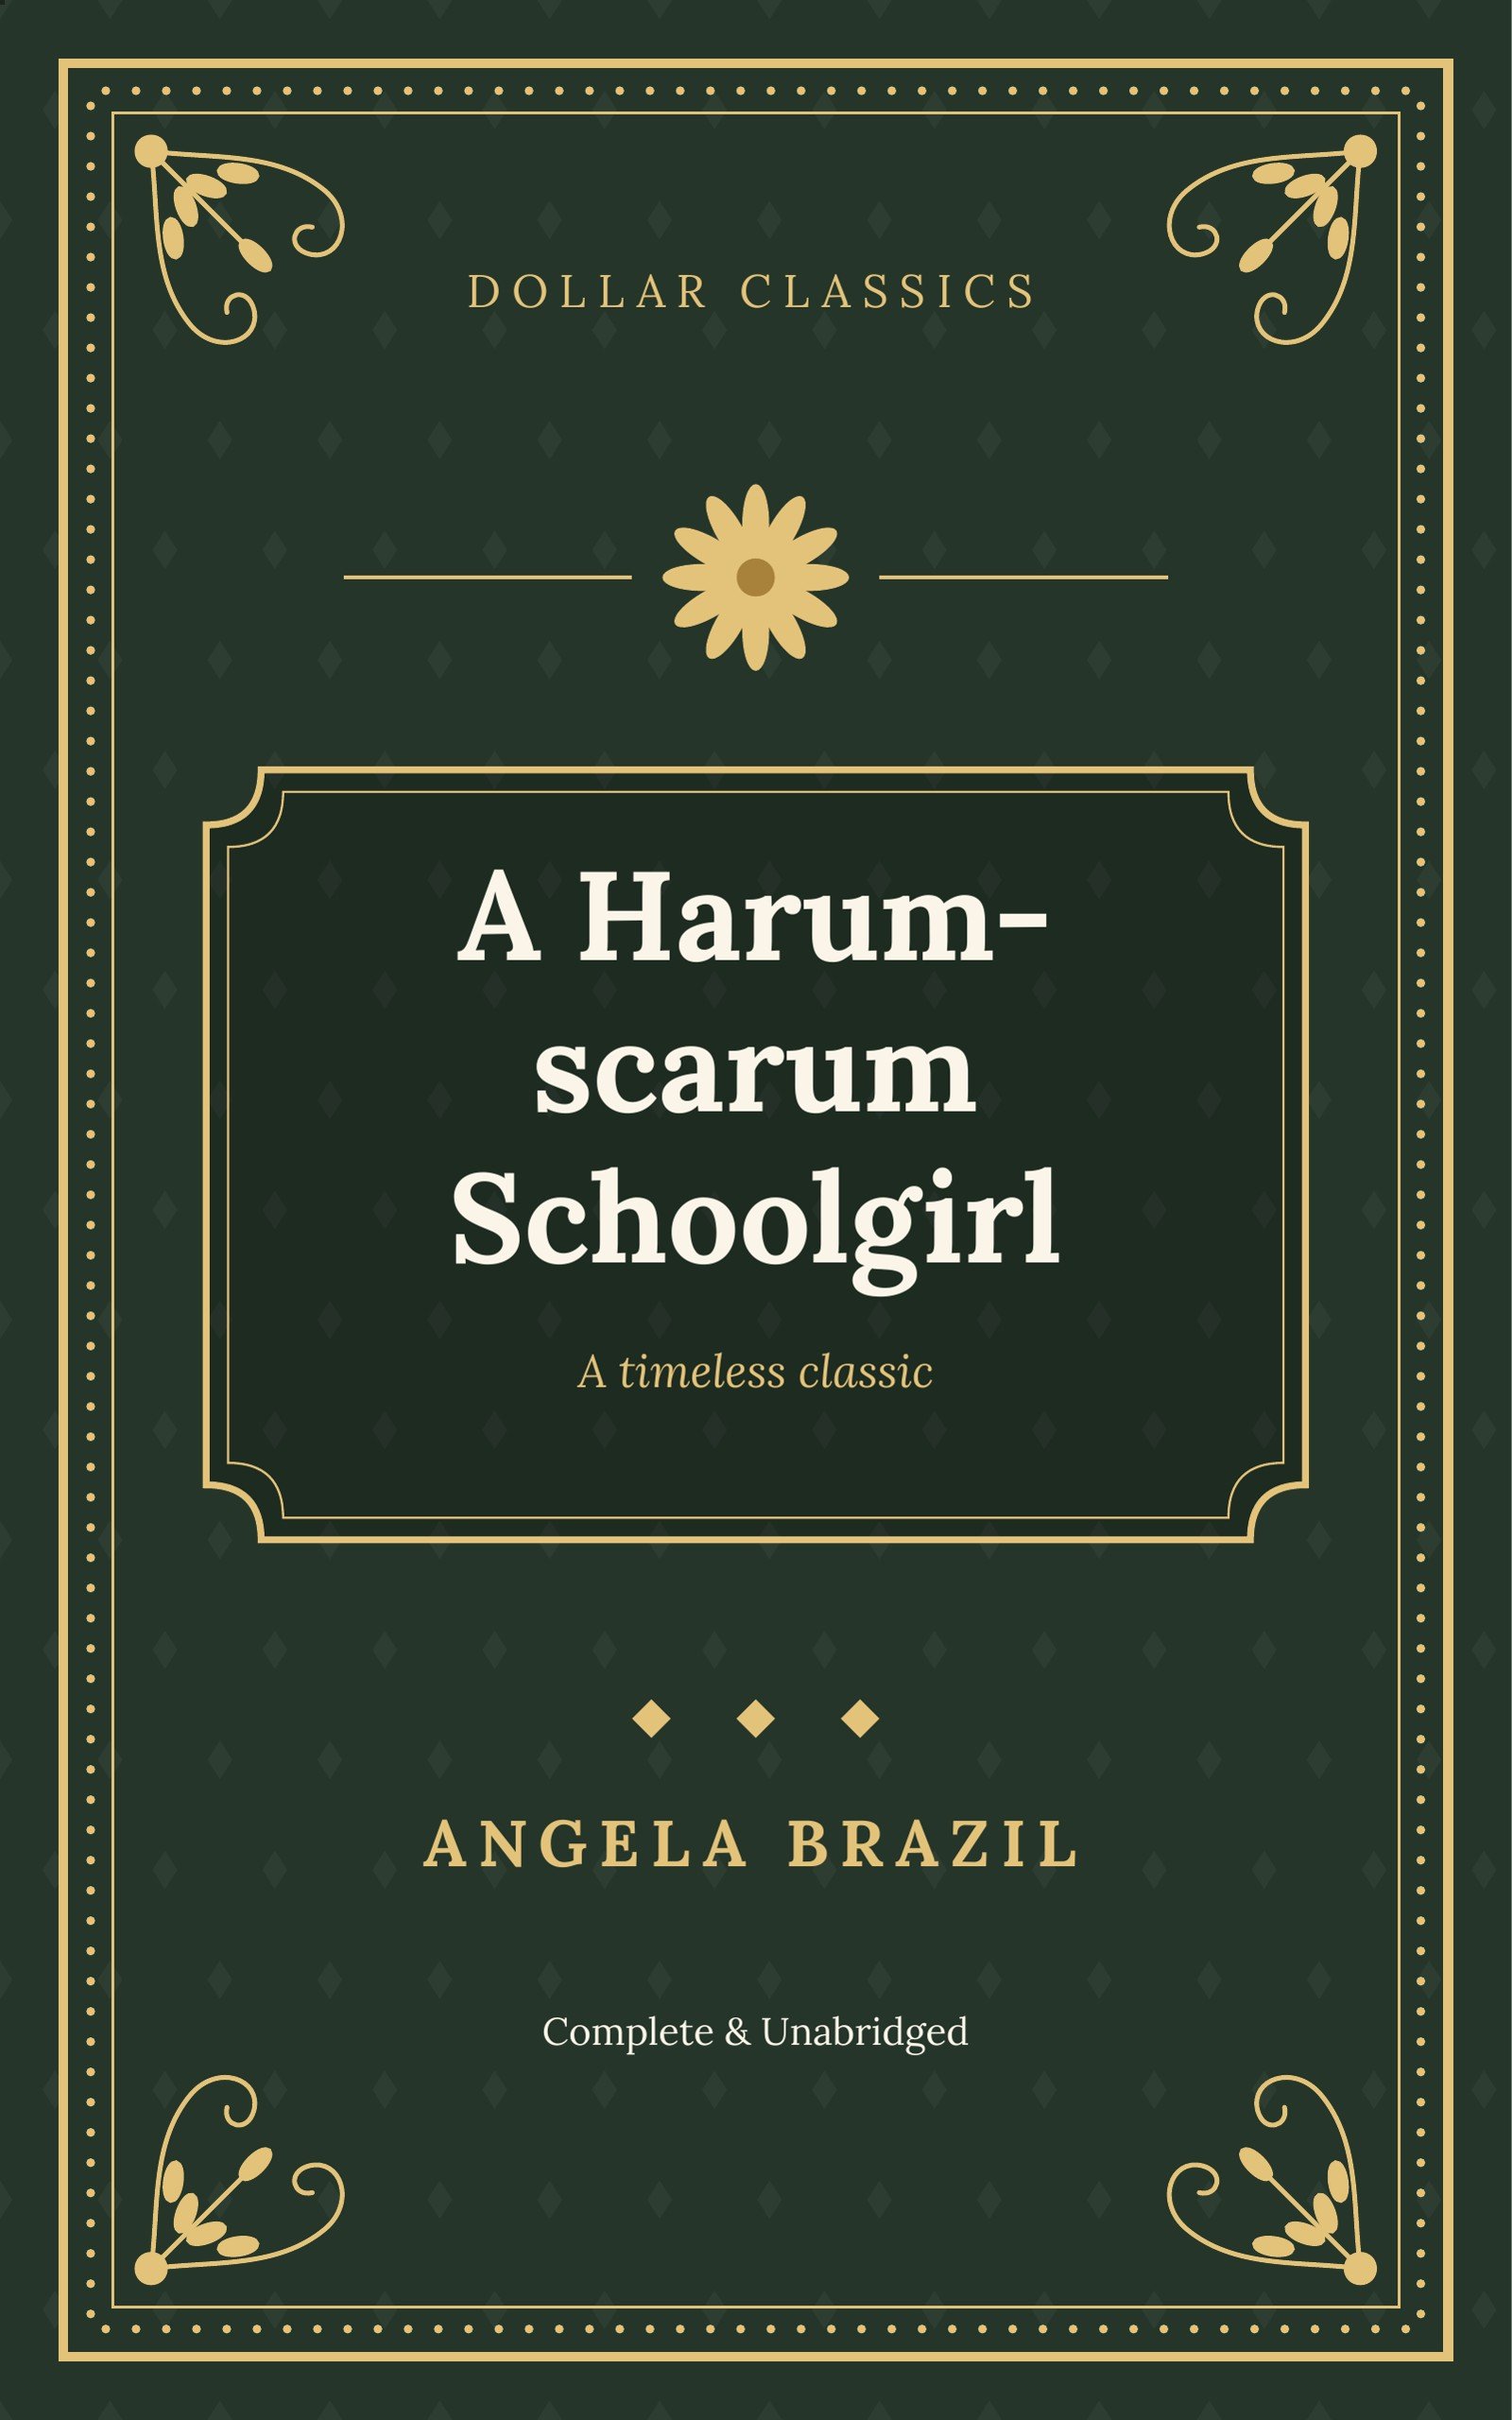 DOLLAR CLASSICS
A Harum-
scarum
Schoolgirl
A timeless classic
ANGELA BRAZIL
Complete & Unabridged